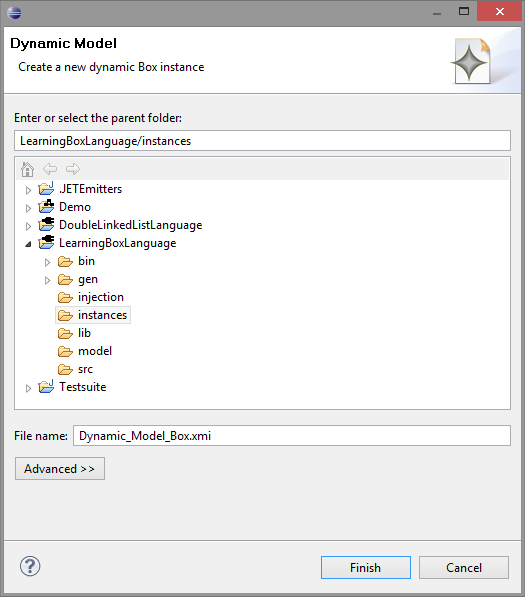 Dynamic Model
Create a new dynamic Box instance
Enter or select the parent folder:
LearningBoxLanguage/instances
JETEmitters
Demo
DoubleLinkedListLanguage
LearningBoxLanguage
bin
gen
injection
instances
lib
model
src
Testsuite
File name: Dynamic_Model_Box.xmi
Advanced >>
Finish Cancel